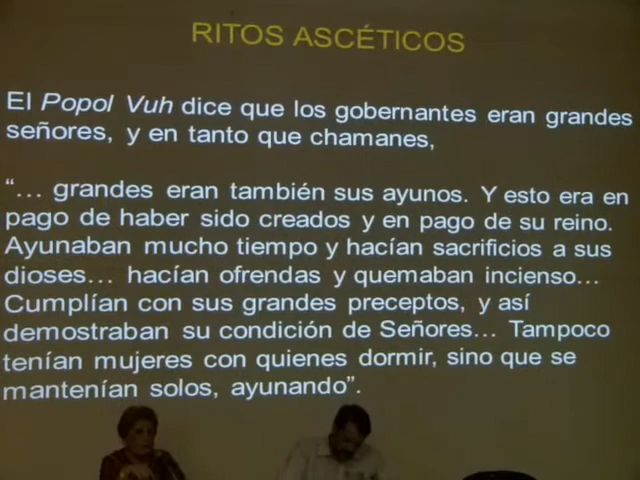 RITOS ASCÉTICOS
El Popol Vuh dice que los gobernantes eran grandes
señores, y en tanto que chamanes,
“… grandes eran también sus ayunos. Y esto era en
pago de haber sido creados y en pago de su reino.
Ayunaban mucho tiempo y hacían sacrificios a sus
dioses… hacían ofrendas y quemaban incienso…
Cumplían con sus grandes preceptos, y así
demostraban su condición de Señores… Tampoco
tenían mujeres con quienes dormir, sino que se
mantenían solos, ayunando”.